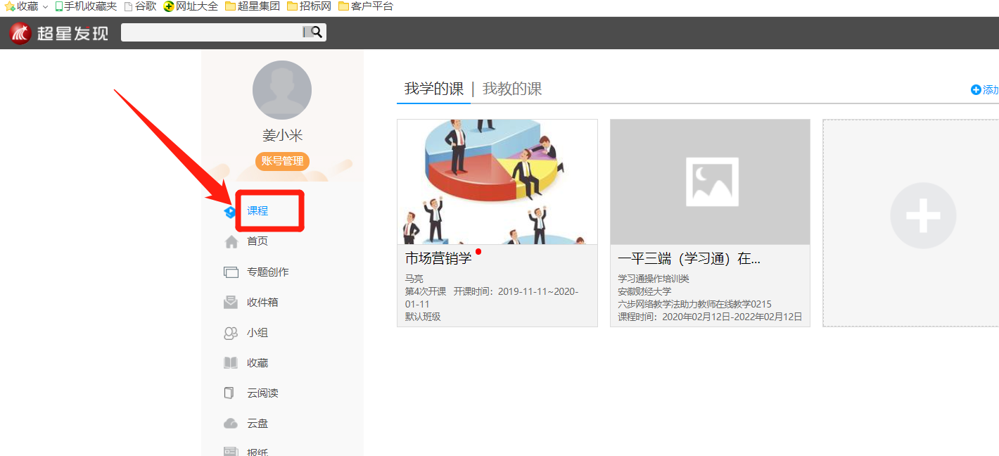 收藏 手机收藏夹 谷歌 网址大全 超星集团 招标网 客户平台
超星发现
姜小米
账号管理
课程
首页
专题创作
收件箱
小组
收藏
云阅读
云盘
报纸
我学的课 | 我教的课
添加
市场营销学
马亮
第4次开课 开课时间：2019-11-11~2020-
01-11
默认班级
一平三端（学习通）在...
学习通操作培训类
安徽财经大学
六步网络教学法助力教师在线教学0215
课程时间：2020年02月12日-2022年02月12日